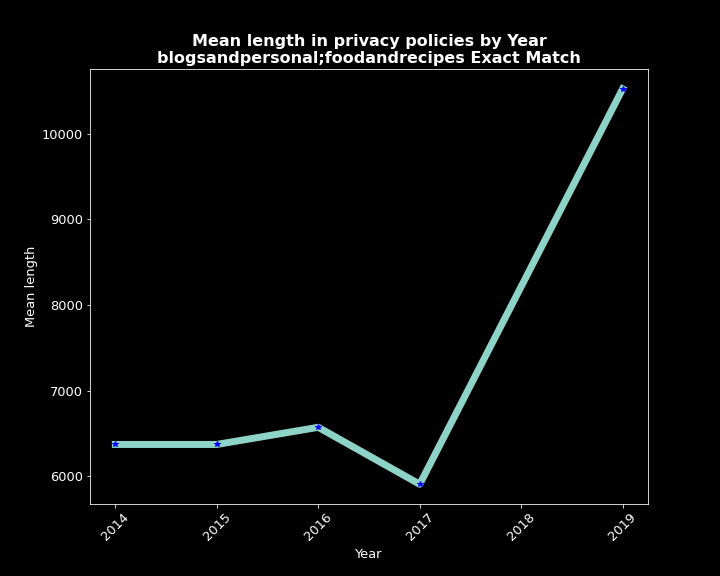 Mean length in privacy policies by Year
blogsandpersonal;foodandrecipes Exact Match
10000
9000
8000
7000
6000
Mean length
2014
2015
2016
2017
2018
2019
Year